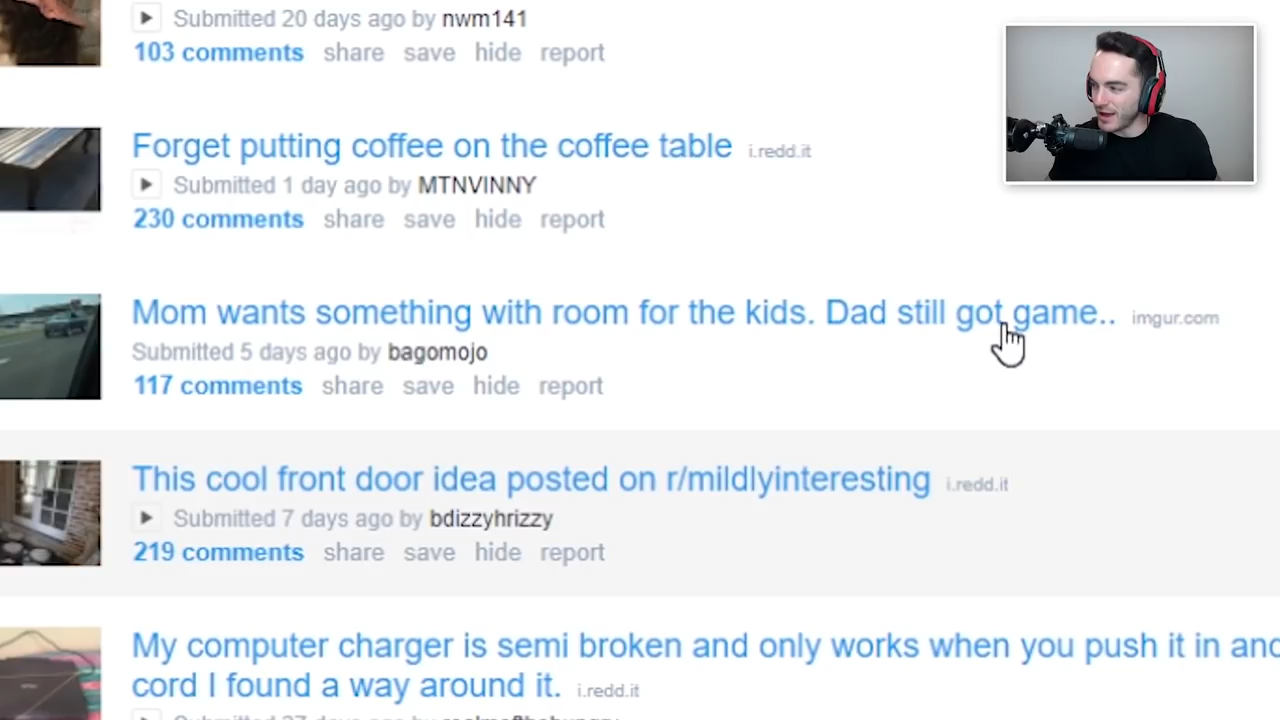 Submitted 20 days ago by nwm141
103 comments share save hide report
Forget putting coffee on the coffee table i.redd.it
Submitted 1 day ago by MTNVINNY
230 comments share save hide report
Mom wants something with room for the kids. Dad still got game.. imgur.com
Submitted 5 days ago by bagomojo
117 comments share save hide report
This cool front door idea posted on r/mildlyinteresting i.redd.it
Submitted 7 days ago by bdizzyhrizzy
219 comments share save hide report
My computer charger is semi broken and only works when you push it in and
cord I found a way around it. i.redd.it